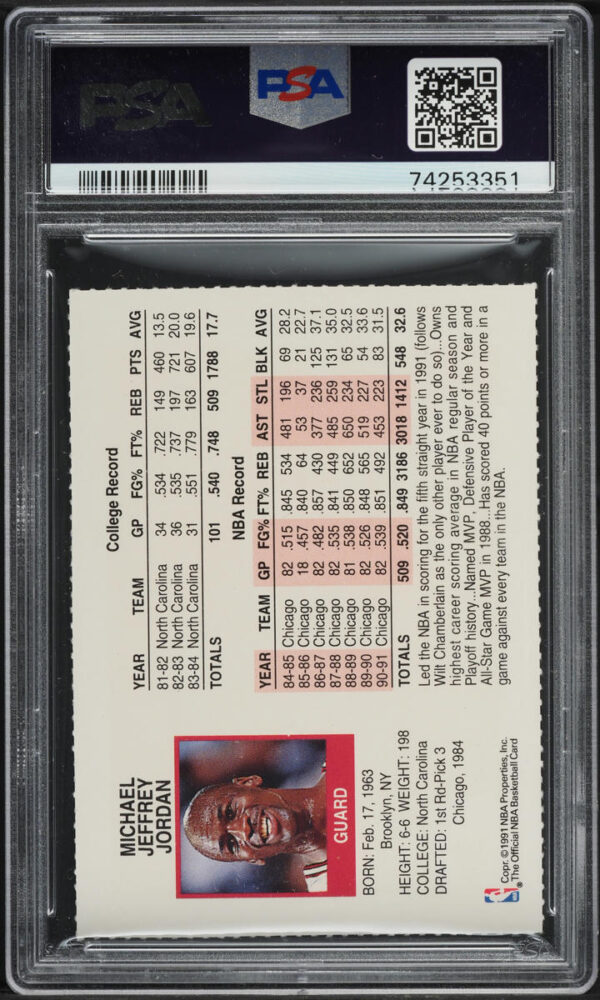 PSA
PSA
74253351
MICHAEL
JEFFREY
JORDAN
GUARD
BORN: Feb. 17, 1963
Brooklyn, NY
HEIGHT: 6-6 WEIGHT: 198
COLLEGE: North Carolina
DRAFTED: 1st Rd-Pick 3
Chicago, 1984
NBA
Copr. © 1991 NBA Properties, Inc.
The Official NBA Basketball Card
College Record
YEAR TEAM GP FG% FT% REB PTS AVG
81-82 North Carolina 34 .534 .722 149 460 13.5
82-83 North Carolina 36 .535 .737 197 721 20.0
83-84 North Carolina 31 .551 .779 163 607 19.6
TOTALS 101 .540 .748 509 1788 17.7
NBA Record
YEAR TEAM GP FG% FT% REB AST STL BLK AVG
84-85 Chicago 82 .515 .845 534 481 196 69 28.2
85-86 Chicago 18 .457 .840 64 53 37 21 22.7
86-87 Chicago 82 .482 .857 430 377 236 125 37.1
87-88 Chicago 82 .535 .841 449 485 259 131 35.0
88-89 Chicago 81 .538 .850 652 650 234 65 32.5
89-90 Chicago 82 .526 .848 565 519 227 54 33.6
90-91 Chicago 82 .539 .851 492 453 223 83 31.5
TOTALS 509 .520 .849 3186 3018 1412 548 32.6
Led the NBA in scoring for the fifth straight year in 1991 (follows
Wilt Chamberlain as the only other player ever to do so)...Owns
highest career scoring average in NBA regular season and
Playoff history...Named MVP, Defensive Player of the Year and
All-Star Game MVP in 1988...Has scored 40 points or more in a
game against every team in the NBA.